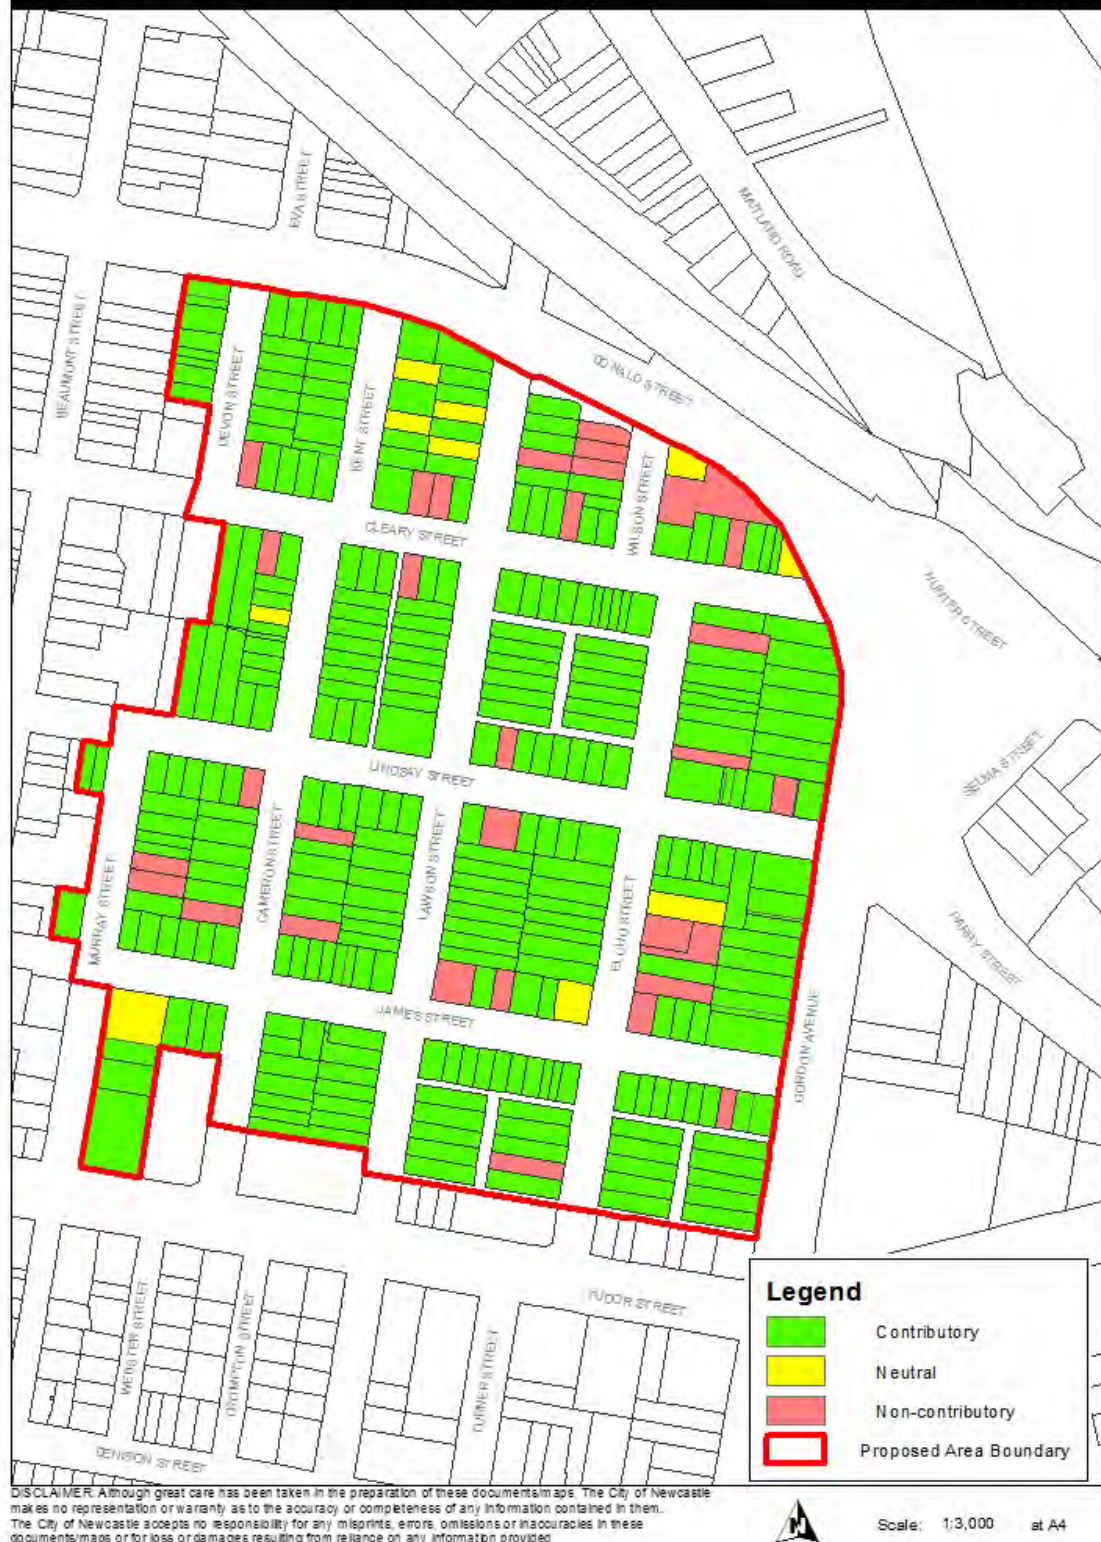 EVA STREET
MAITLAND ROAD
BEAUMONT STREET
DONALD STREET
DEVON STREET
KENT STREET
WILSON STREET
CLEARY STREET
HUNTER STREET
SELMA STREET
LINDSAY STREET
CAMERON STREET
LAWSON STREET
MURRAY STREET
ELCHO STREET
PARRY STREET
JAMES STREET
GORDON AVENUE
TUDOR STREET
WEBSTER STREET
CROMPTON STREET
TURNER STREET
DENISON STREET
Legend
Contributory
Neutral
Non-contributory
Proposed Area Boundary
DISCLAIMER: Although great care has been taken in the preparation of these documents/maps, The City of Newcastle
makes no representation or warranty as to the accuracy or completeness of any information contained in them.
The City of Newcastle accepts no responsibility for any misprints, errors, omissions or inaccuracies in these
documents/maps or for loss or damages resulting from reliance on any information provided
N
Scale: 1:3,000 at A4